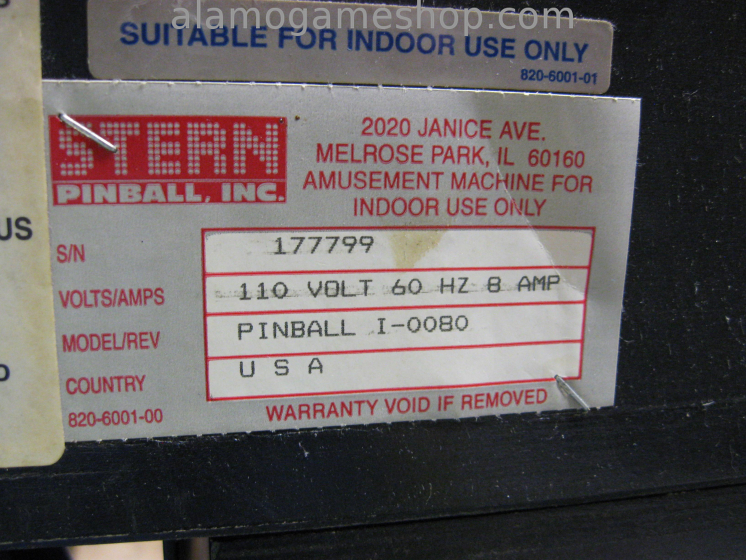 alamogameshop.com
SUITABLE FOR INDOOR USE ONLY
820-6001-01
US
STERN
PINBALL, INC.
2020 JANICE AVE.
MELROSE PARK, IL 60160
AMUSEMENT MACHINE FOR
INDOOR USE ONLY
S/N 177799
VOLTS/AMPS 110 VOLT 60 HZ 8 AMP
MODEL/REV PINBALL I-0080
COUNTRY U S A
820-6001-00
WARRANTY VOID IF REMOVED